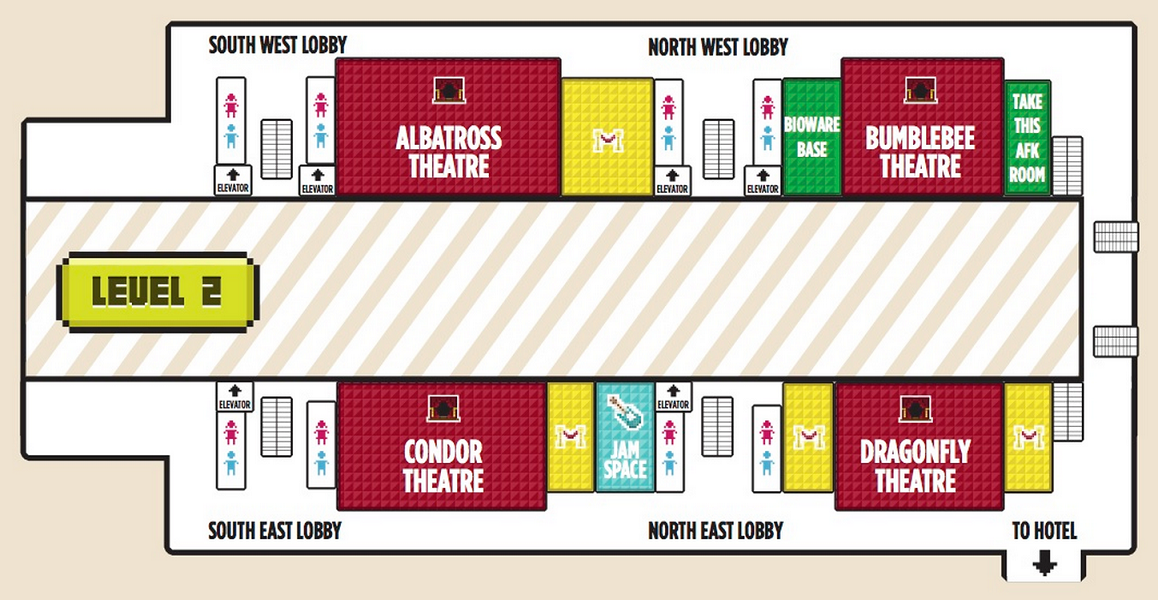 SOUTH WEST LOBBY
NORTH WEST LOBBY
ALBATROSS
THEATRE
BIOWARE
BASE
BUMBLEBEE
THEATRE
TAKE
THIS
AFK
ROOM
ELEVATOR
ELEVATOR
ELEVATOR
ELEVATOR
LEVEL 2
ELEVATOR
ELEVATOR
CONDOR
THEATRE
JAM
SPACE
DRAGONFLY
THEATRE
SOUTH EAST LOBBY
NORTH EAST LOBBY
TO HOTEL